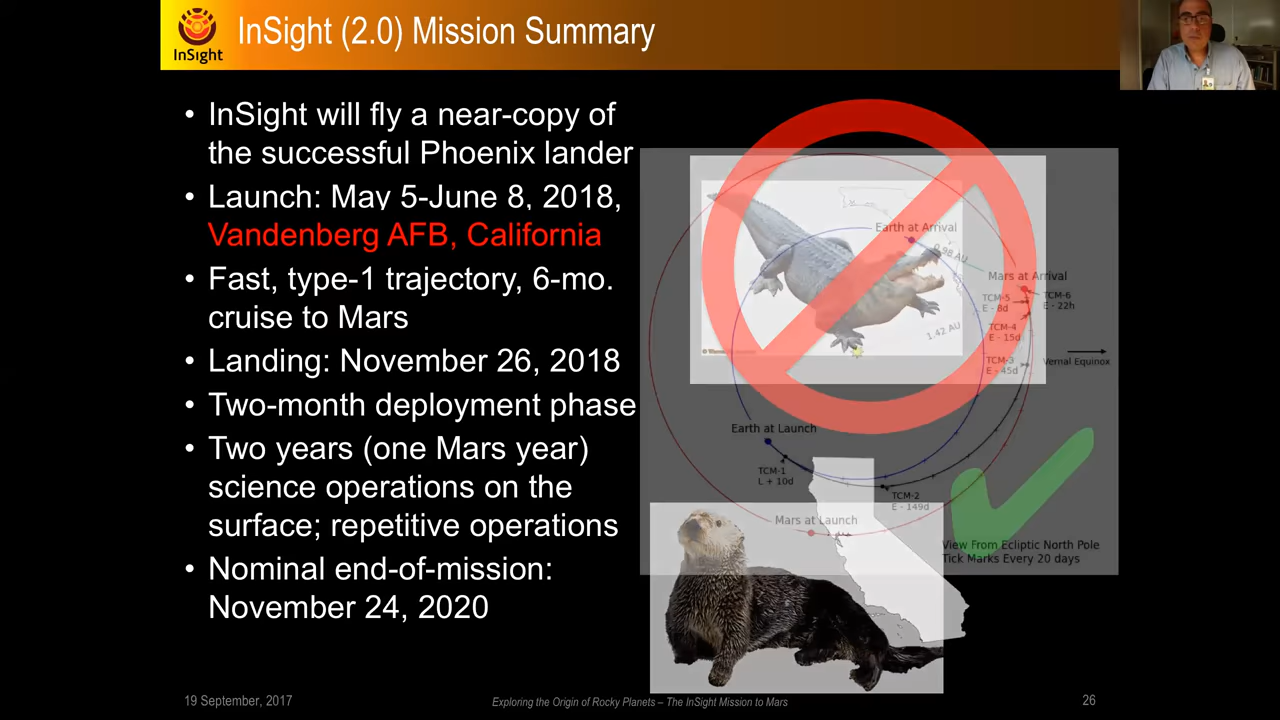 InSight
InSight (2.0) Mission Summary
• InSight will fly a near-copy of
the successful Phoenix lander
• Launch: May 5-June 8, 2018,
Vandenberg AFB, California
• Fast, type-1 trajectory, 6-mo.
cruise to Mars
• Landing: November 26, 2018
• Two-month deployment phase
• Two years (one Mars year)
science operations on the
surface; repetitive operations
• Nominal end-of-mission:
November 24, 2020
Earth at Arrival
0.98 AU
Mars at Arrival
TCM-5
E - 8d
TCM-6
E - 22h
1.42 AU
TCM-4
E - 15d
TCM-3
E - 45d
Vernal Equinox
Earth at Launch
TCM-1
L + 10d
TCM-2
E - 149d
Mars at Launch
View From Ecliptic North Pole
Tick Marks Every 20 days
19 September, 2017
Exploring the Origin of Rocky Planets – The InSight Mission to Mars
26